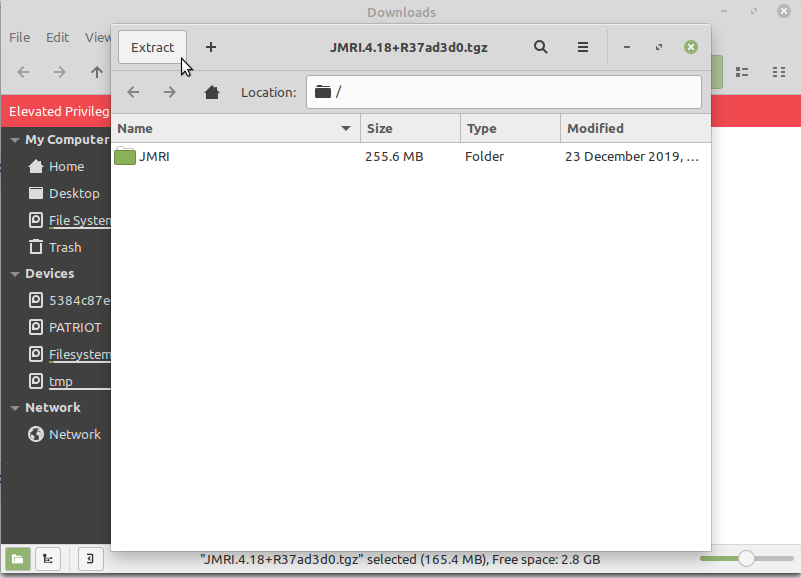 Downloads
File Edit View
Extract
JMRI.4.18+R37ad3d0.tgz
Location:
/
Elevated Privileg
Name Size Type Modified
JMRI 255.6 MB Folder 23 December 2019, ...
My Computer
Home
Desktop
File System
Trash
Devices
5384c87e
PATRIOT
Filesystem
tmp
Network
Network
"JMRI.4.18+R37ad3d0.tgz" selected (165.4 MB), Free space: 2.8 GB